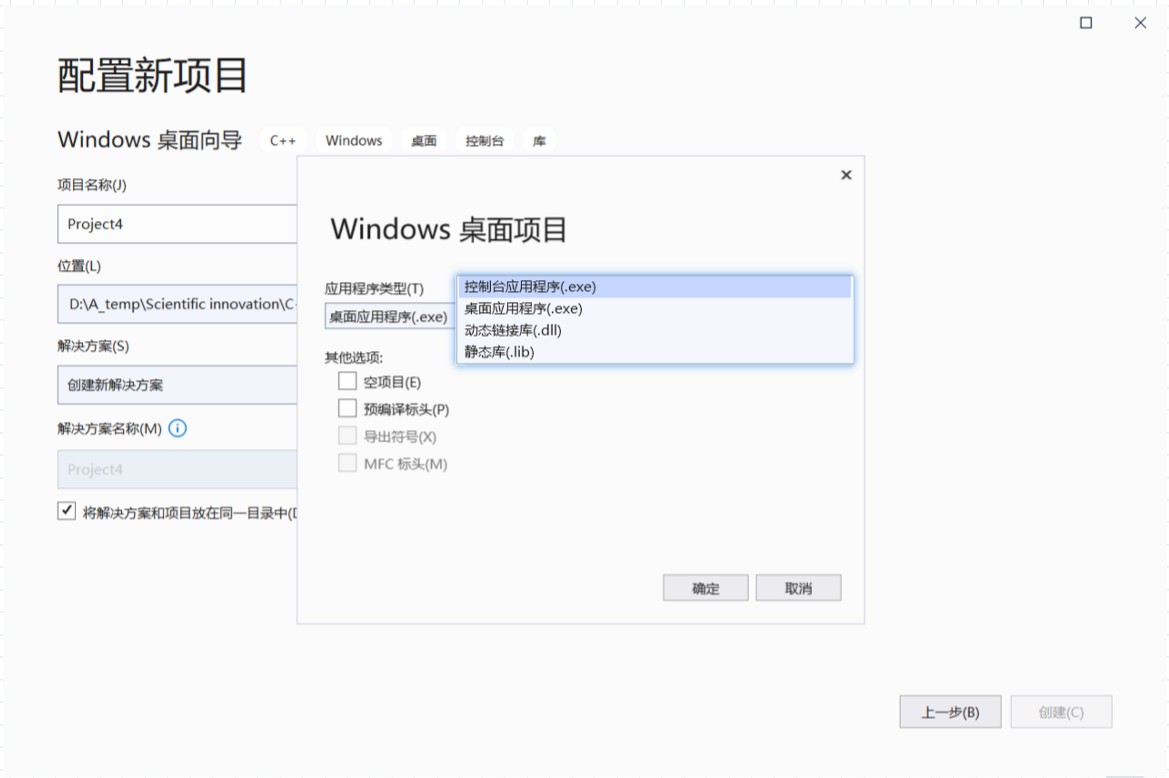 配置新项目
Windows 桌面向导 C++ Windows 桌面 控制台 库
项目名称(J)
Project4
位置(L)
D:\A_temp\Scientific innovation\C
解决方案(S)
创建新解决方案
解决方案名称(M)
Project4
将解决方案和项目放在同一目录中(D
Windows 桌面项目
应用程序类型(T)
桌面应用程序(.exe)
控制台应用程序(.exe)
桌面应用程序(.exe)
动态链接库(.dll)
静态库(.lib)
其他选项:
空项目(E)
预编译标头(P)
导出符号(X)
MFC 标头(M)
确定 取消
上一步(B) 创建(C)